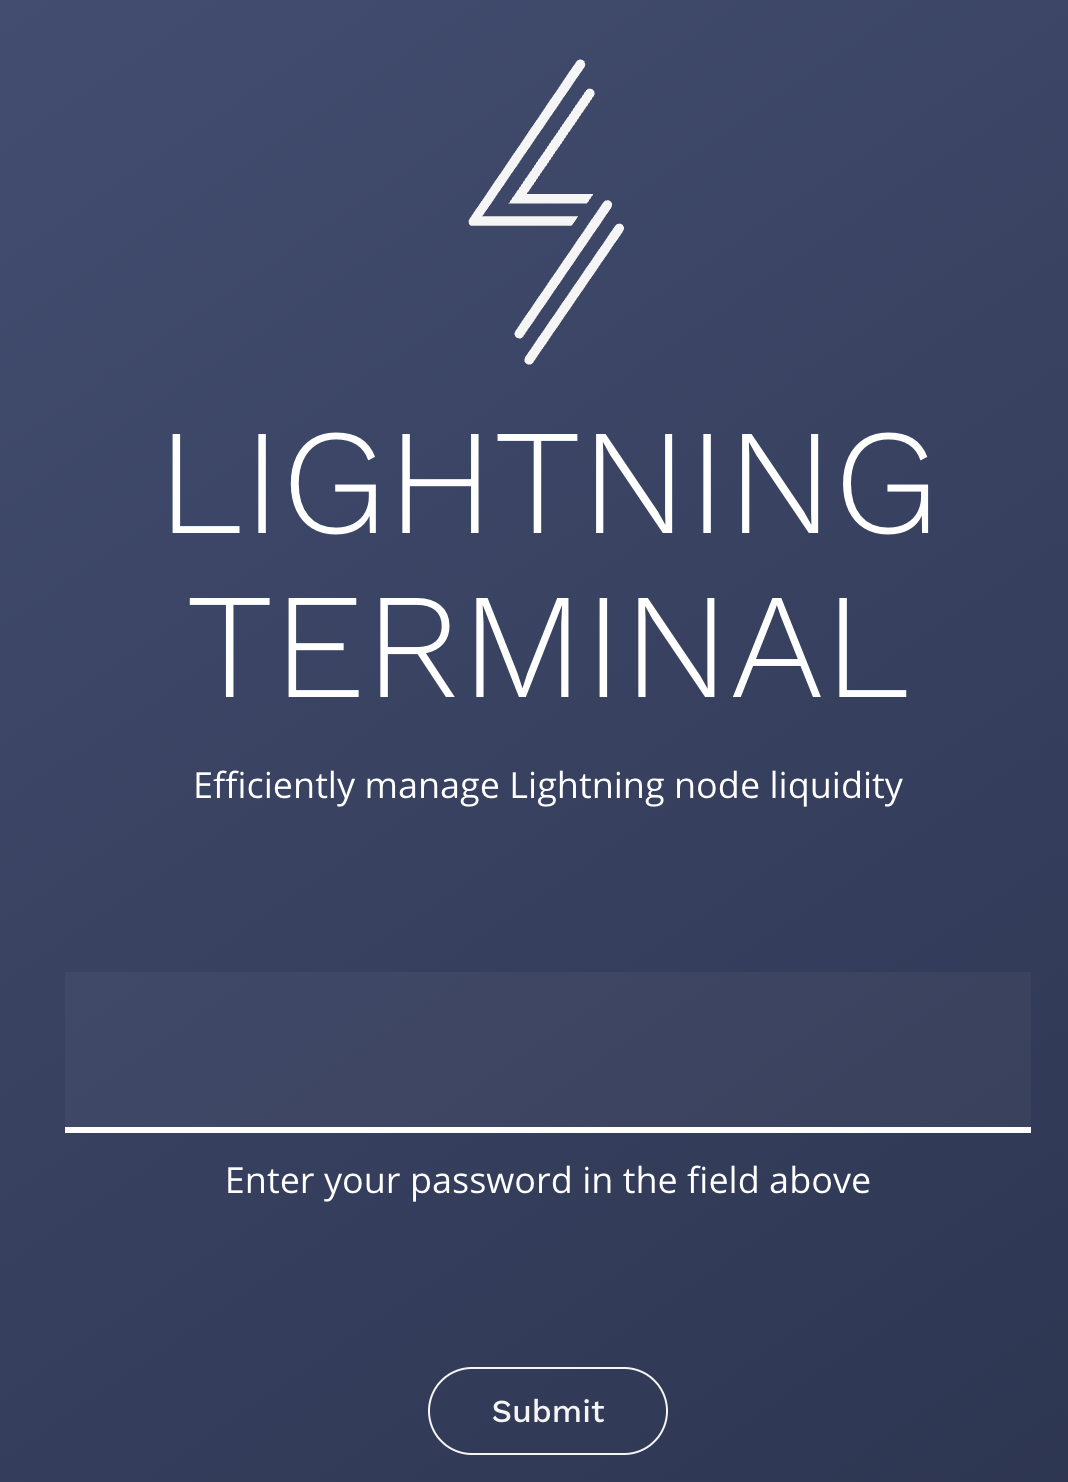 LIGHTNING
TERMINAL
Efficiently manage Lightning node liquidity
Enter your password in the field above
Submit